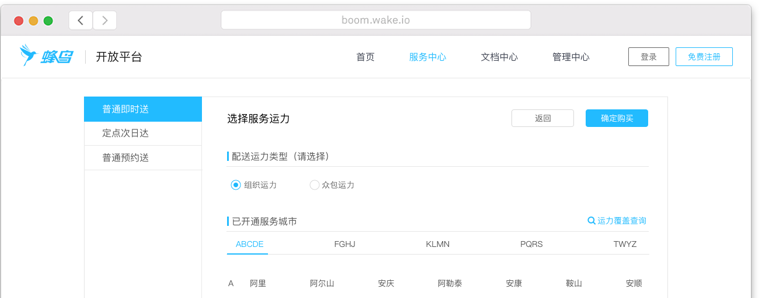 boom.wake.io
蜂鸟 开放平台 首页 服务中心 文档中心 管理中心 登录 免费注册
普通即时送
定点次日达
普通预约送
选择服务运力 返回 确定购买
配送运力类型（请选择）
组织运力 众包运力
已开通服务城市 运力覆盖查询
ABCDE FGHJ KLMN PQRS TWYZ
A 阿里 阿尔山 安庆 阿勒泰 安康 鞍山 安顺